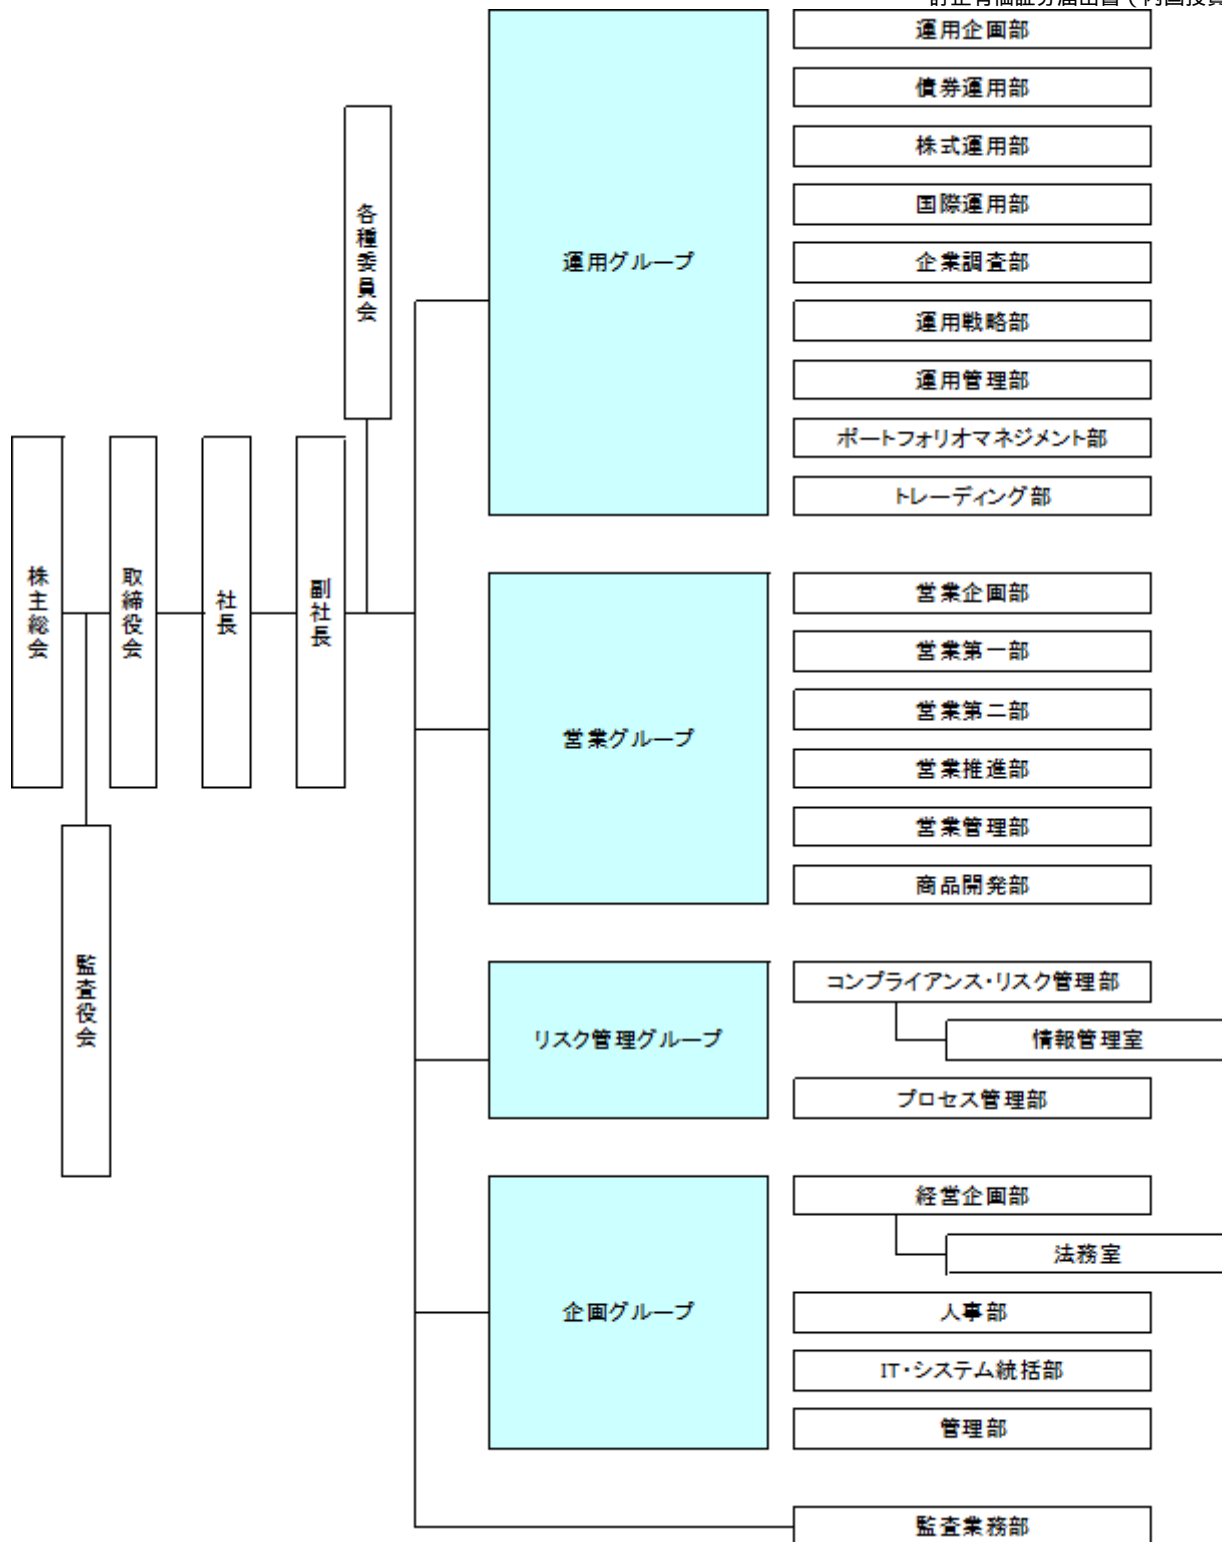 運用企画部
債券運用部
株式運用部
国際運用部
企業調査部
運用戦略部
運用管理部
ポートフォリオマネジメント部
トレーディング部
各種委員会
運用グループ
株主総会
取締役会
社長
副社長
監査役会
営業グループ
営業企画部
営業第一部
営業第二部
営業推進部
営業管理部
商品開発部
リスク管理グループ
コンプライアンス・リスク管理部
情報管理室
プロセス管理部
企画グループ
経営企画部
法務室
人事部
IT・システム統括部
管理部
監査業務部